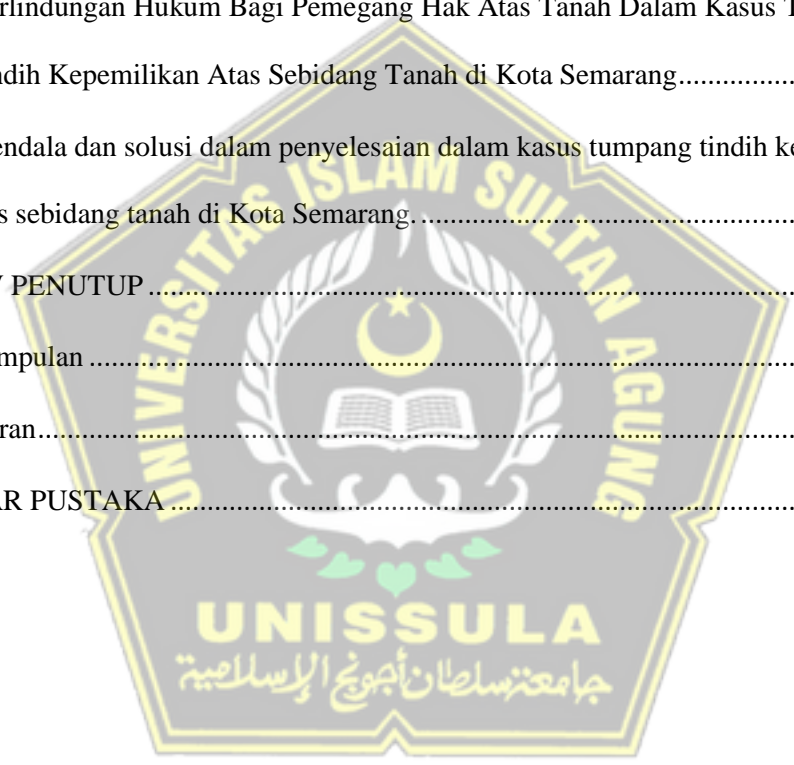 rlindungan Hukum Bagi Pemegang Hak Atas Tanah Dalam Kasus
ndih Kepemilikan Atas Sebidang Tanah di Kota Semarang..........
endala dan solusi dalam penyelesaian dalam kasus tumpang tindih ke
s sebidang tanah di Kota Semarang. ..........
PENUTUP ..........
mpulan ..........
ran..........
AR PUSTAKA ..........
UNIVERSITAS ISLAM SULTAN AGUNG
UNISSULA
جامعتنسلطان أجونج الإسلامية